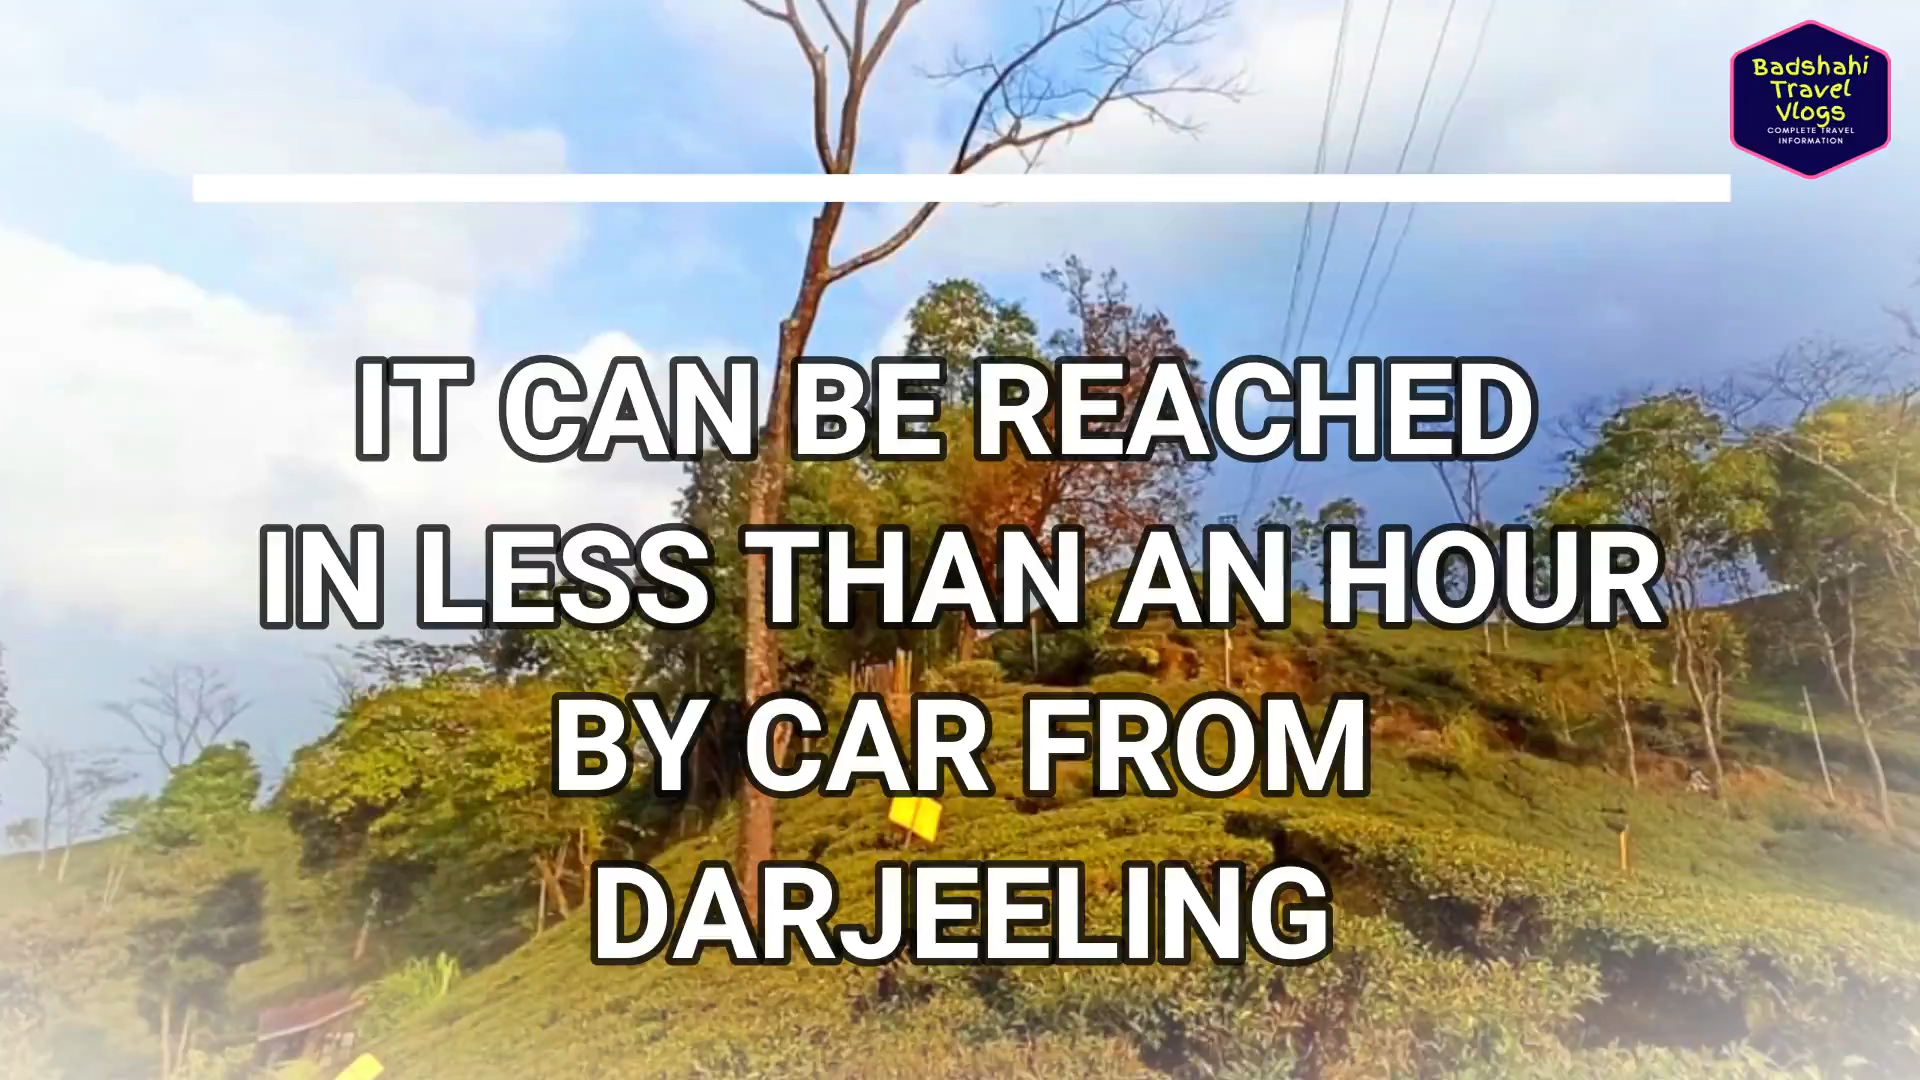 Badshahi
Travel
Vlogs
COMPLETE TRAVEL
INFORMATION
IT CAN BE REACHED
IN LESS THAN AN HOUR
BY CAR FROM
DARJEELING